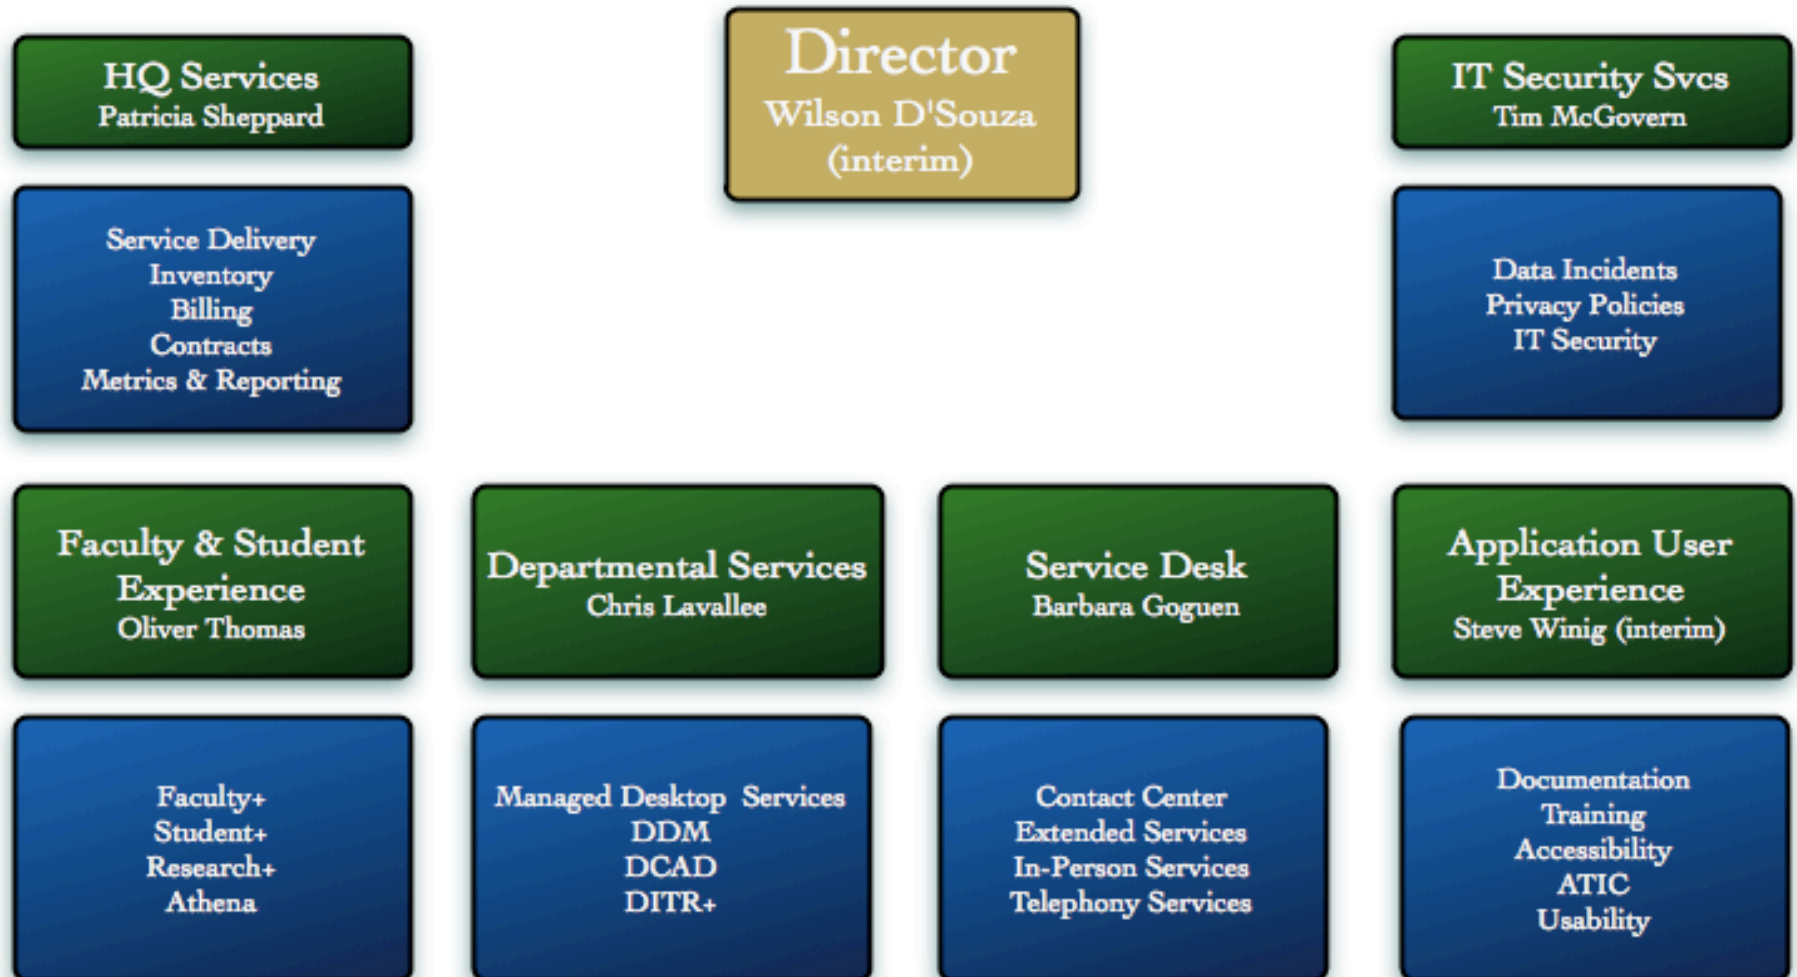 Director
Wilson D'Souza
(interim)
HQ Services
Patricia Sheppard
Service Delivery
Inventory
Billing
Contracts
Metrics & Reporting
IT Security Svcs
Tim McGovern
Data Incidents
Privacy Policies
IT Security
Faculty & Student
Experience
Oliver Thomas
Faculty+
Student+
Research+
Athena
Departmental Services
Chris Lavallee
Managed Desktop  Services
DDM
DCAD
DITR+
Service Desk
Barbara Goguen
Contact Center
Extended Services
In-Person Services
Telephony Services
Application User
Experience
Steve Winig (interim)
Documentation
Training
Accessibility
ATIC
Usability